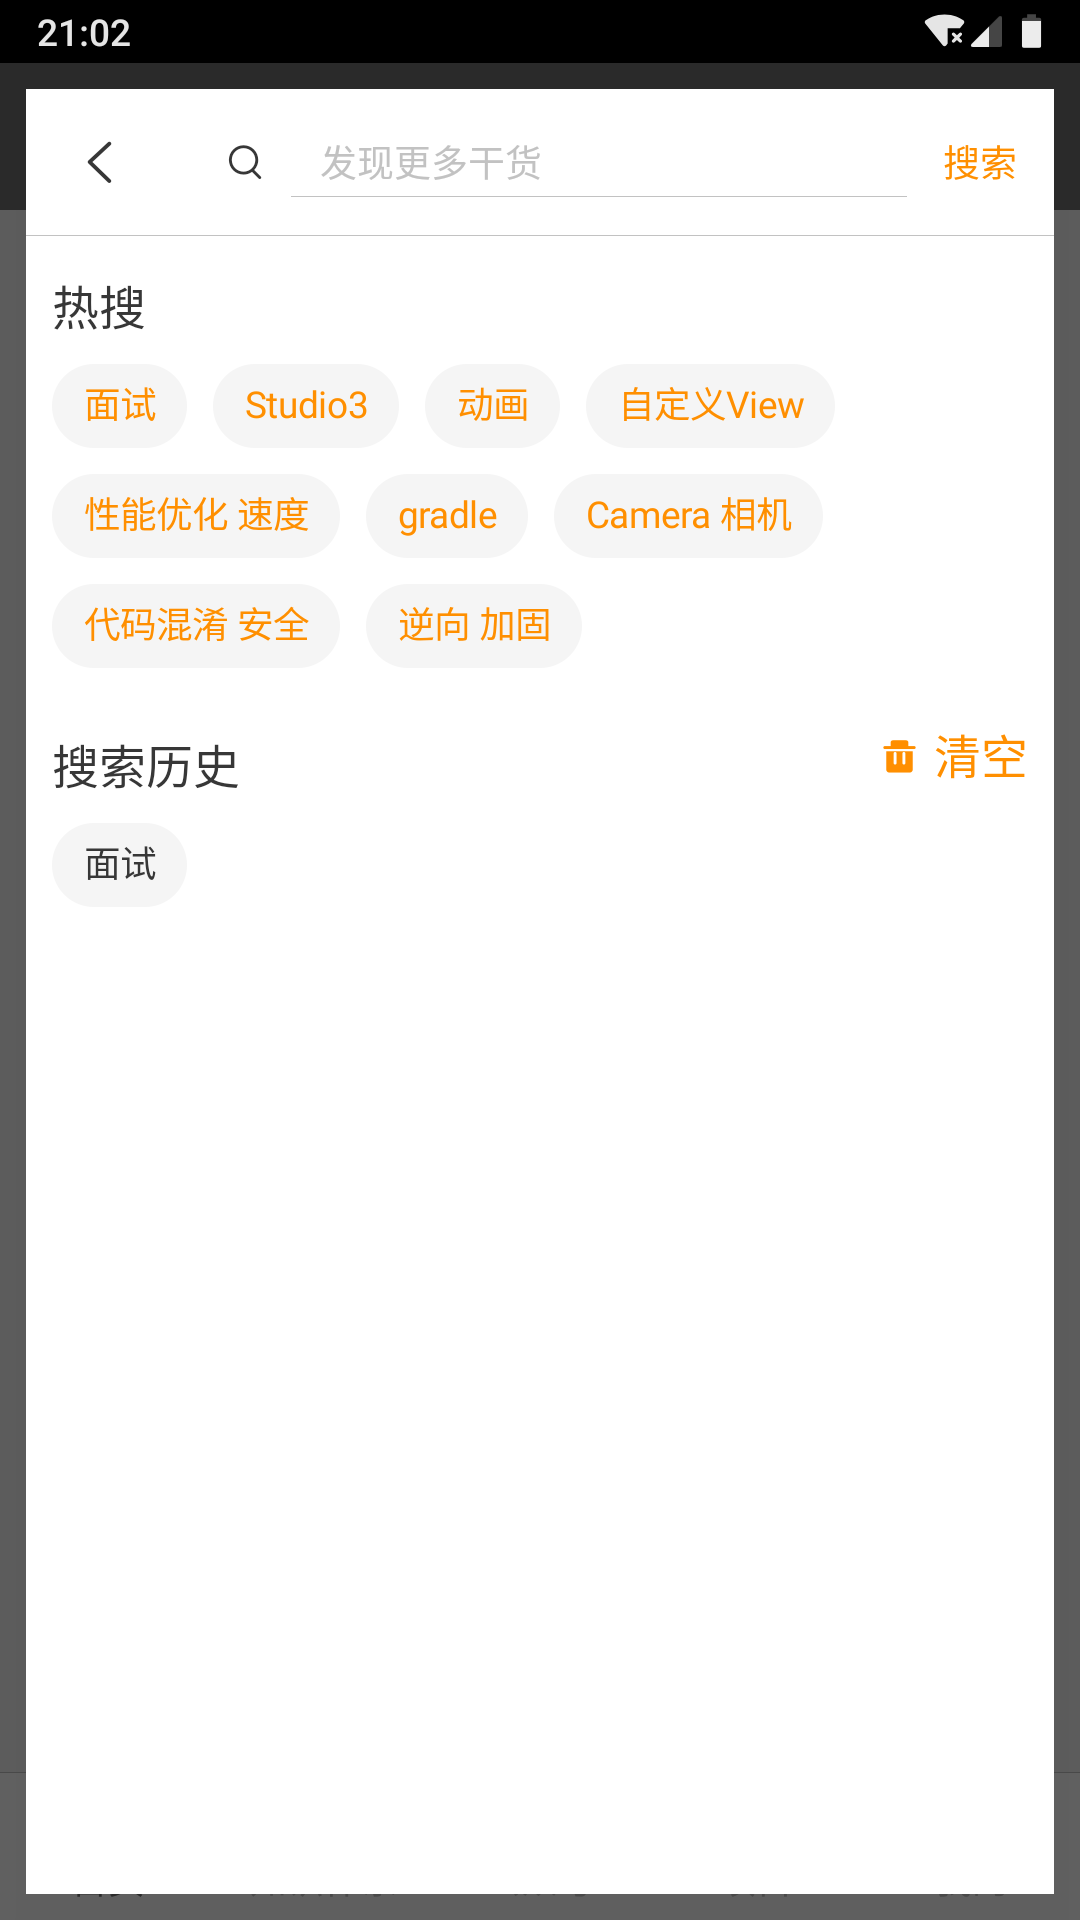 21:02
发现更多干货 搜索
热搜
面试 Studio3 动画 自定义View
性能优化 速度 gradle Camera 相机
代码混淆 安全 逆向 加固
搜索历史 清空
面试